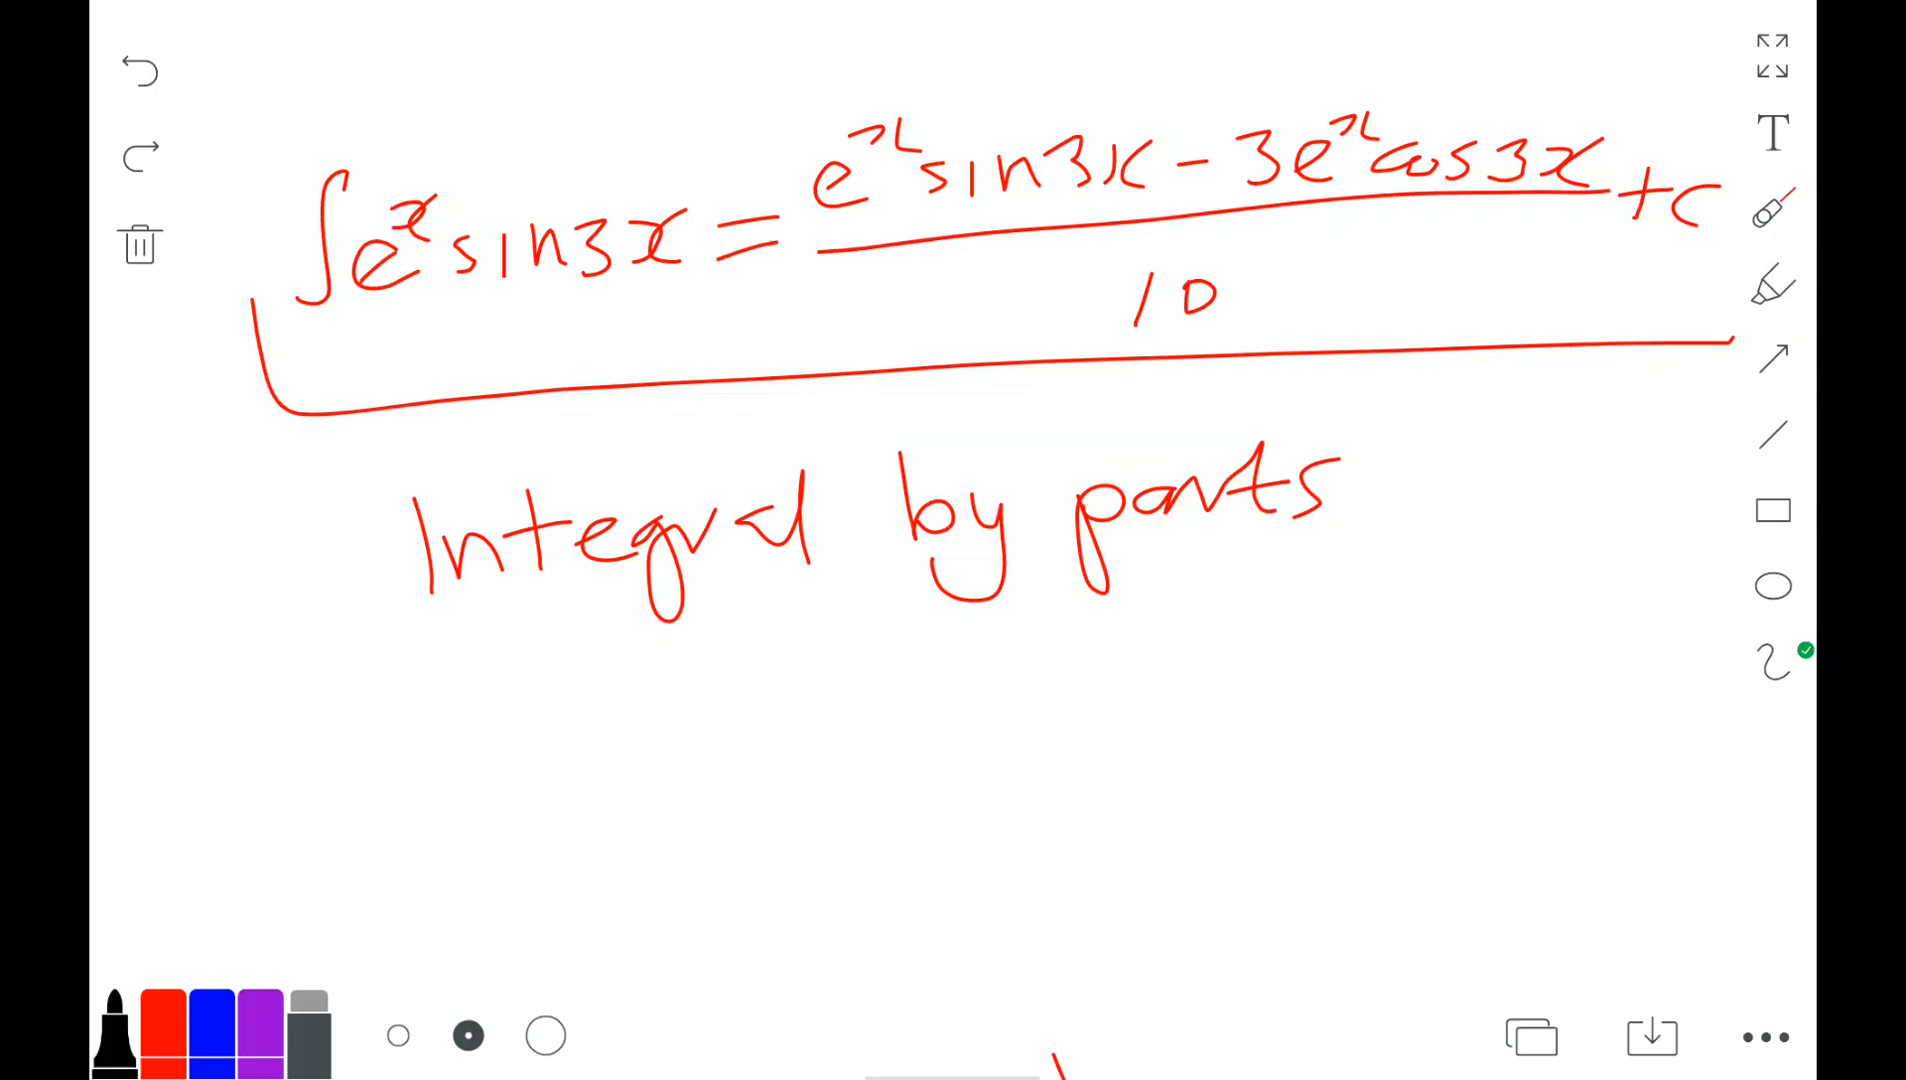 ∫e^x sin3x = (e^x sin3x - 3e^x cos3x)/10 + c
Integral by parts
T